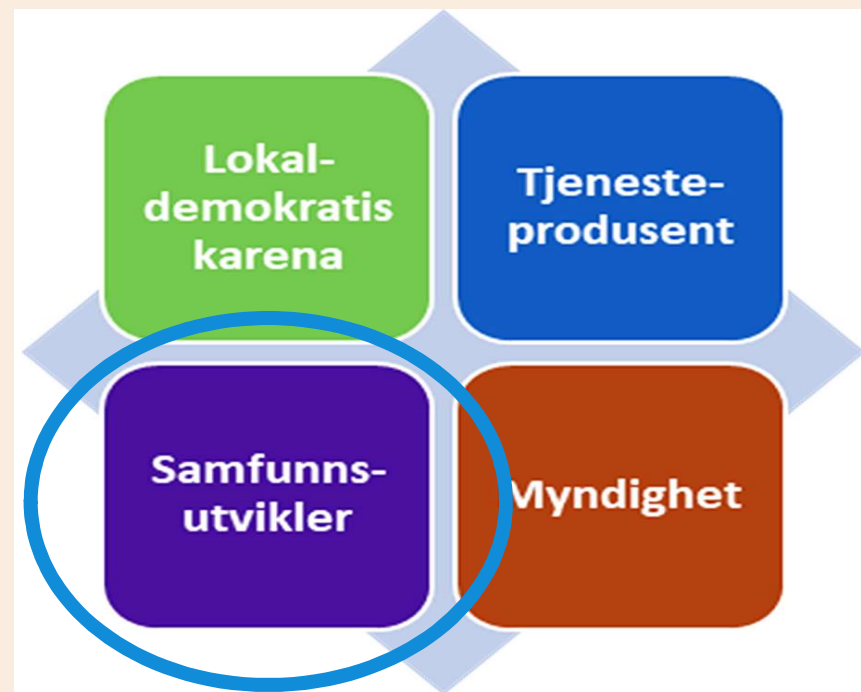 Lokal-
demokratis
karena
Tjeneste-
produsent
Samfunns-
utvikler
Myndighet